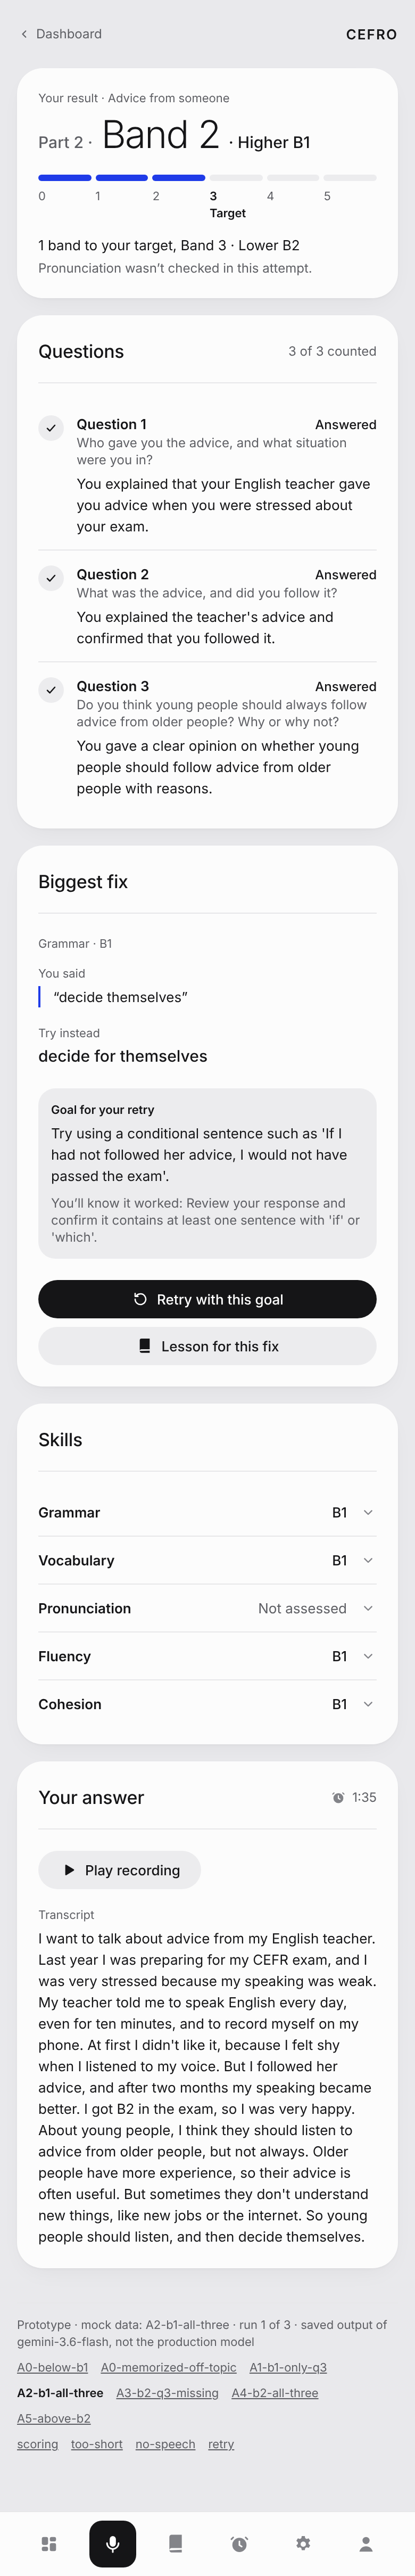 Dashboard
CEFRO
Your result · Advice from someone
Part 2 · Band 2 · Higher B1
0 1 2 3 4 5
Target
1 band to your target, Band 3 · Lower B2
Pronunciation wasn’t checked in this attempt.
Questions
3 of 3 counted
Question 1
Answered
Who gave you the advice, and what situation
were you in?
You explained that your English teacher gave
you advice when you were stressed about
your exam.
Question 2
Answered
What was the advice, and did you follow it?
You explained the teacher's advice and
confirmed that you followed it.
Question 3
Answered
Do you think young people should always follow
advice from older people? Why or why not?
You gave a clear opinion on whether young
people should follow advice from older
people with reasons.
Biggest fix
Grammar · B1
You said
“decide themselves”
Try instead
decide for themselves
Goal for your retry
Try using a conditional sentence such as 'If I
had not followed her advice, I would not have
passed the exam'.
You’ll know it worked: Review your response and
confirm it contains at least one sentence with 'if' or
'which'.
Retry with this goal
Lesson for this fix
Skills
Grammar B1
Vocabulary B1
Pronunciation Not assessed
Fluency B1
Cohesion B1
Your answer
1:35
Play recording
Transcript
I want to talk about advice from my English teacher.
Last year I was preparing for my CEFR exam, and I
was very stressed because my speaking was weak.
My teacher told me to speak English every day,
even for ten minutes, and to record myself on my
phone. At first I didn't like it, because I felt shy
when I listened to my voice. But I followed her
advice, and after two months my speaking became
better. I got B2 in the exam, so I was very happy.
About young people, I think they should listen to
advice from older people, but not always. Older
people have more experience, so their advice is
often useful. But sometimes they don't understand
new things, like new jobs or the internet. So young
people should listen, and then decide themselves.
Prototype · mock data: A2-b1-all-three · run 1 of 3 · saved output of
gemini-3.6-flash, not the production model
A0-below-b1 A0-memorized-off-topic A1-b1-only-q3
A2-b1-all-three A3-b2-q3-missing A4-b2-all-three
A5-above-b2
scoring too-short no-speech retry